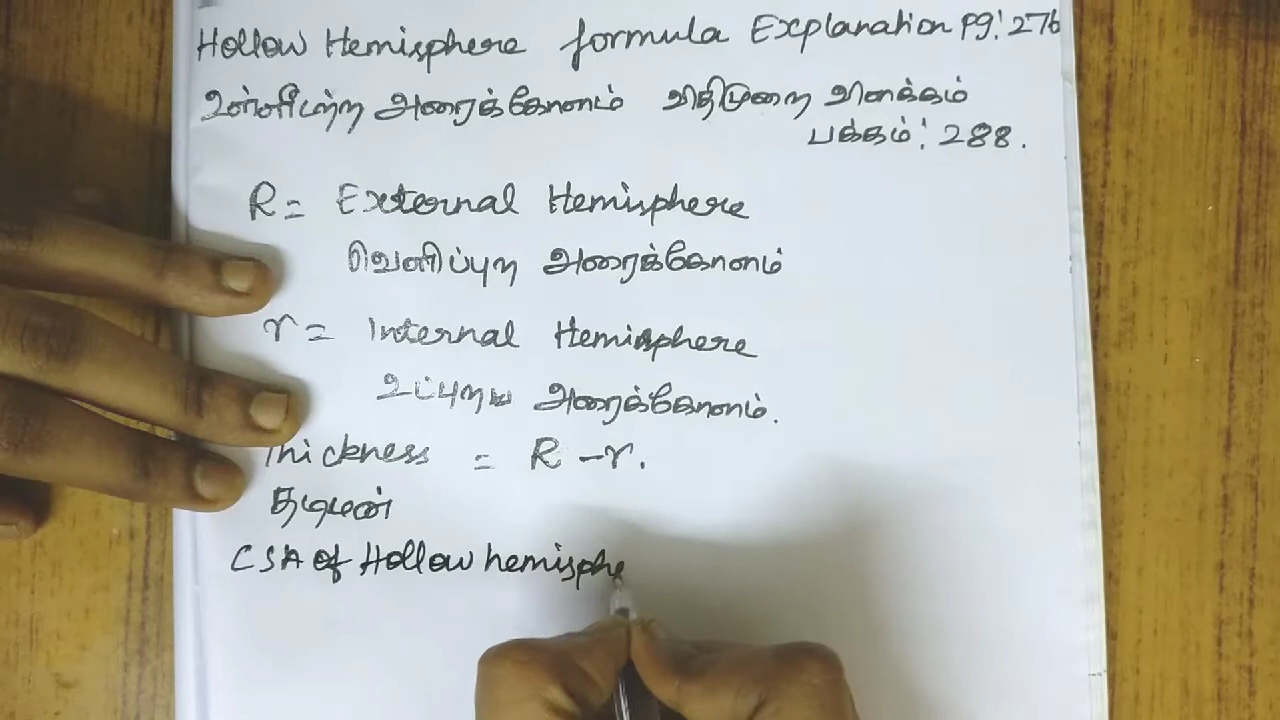 Hollow Hemisphere formula Explanation Pg: 276
உள்ளீடற்ற அரைக்கோளம் விதிமுறை விளக்கம்
பக்கம்: 288.
R = External Hemisphere
வெளிப்புற அரைக்கோளம்
r = Internal Hemisphere
உட்புற அரைக்கோளம்.
Thickness = R - r.
தடிமன்
CSA of Hollow hemisphe